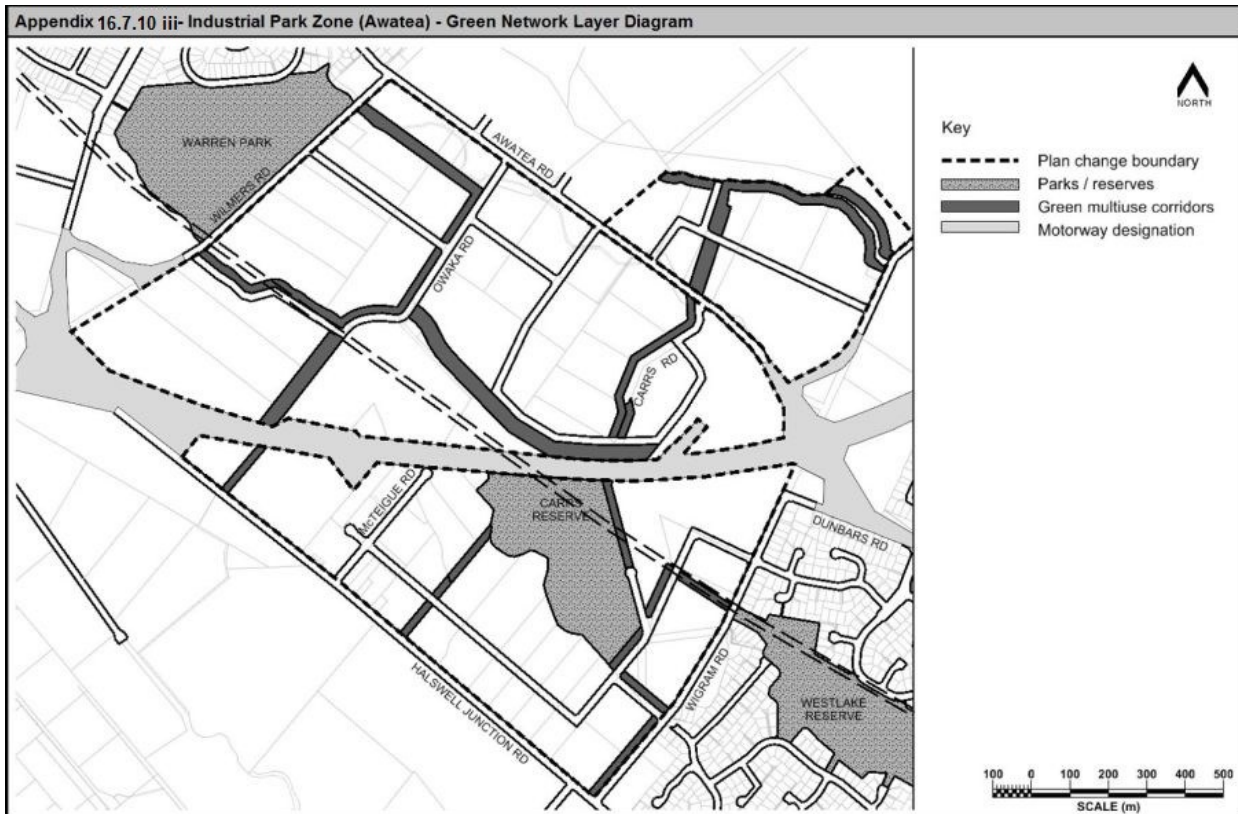 Appendix 16.7.10 iii- Industrial Park Zone (Awatea) - Green Network Layer Diagram
NORTH
Key
Plan change boundary
Parks / reserves
Green multiuse corridors
Motorway designation
WARREN PARK
AWATEA RD
WILMERS RD
OWAKA RD
CARRS RD
McTEIGUE RD
CARRS
RESERVE
DUNBARS RD
HALSWELL JUNCTION RD
WIGRAM RD
WESTLAKE
RESERVE
100 0 100 200 300 400 500
SCALE (m)